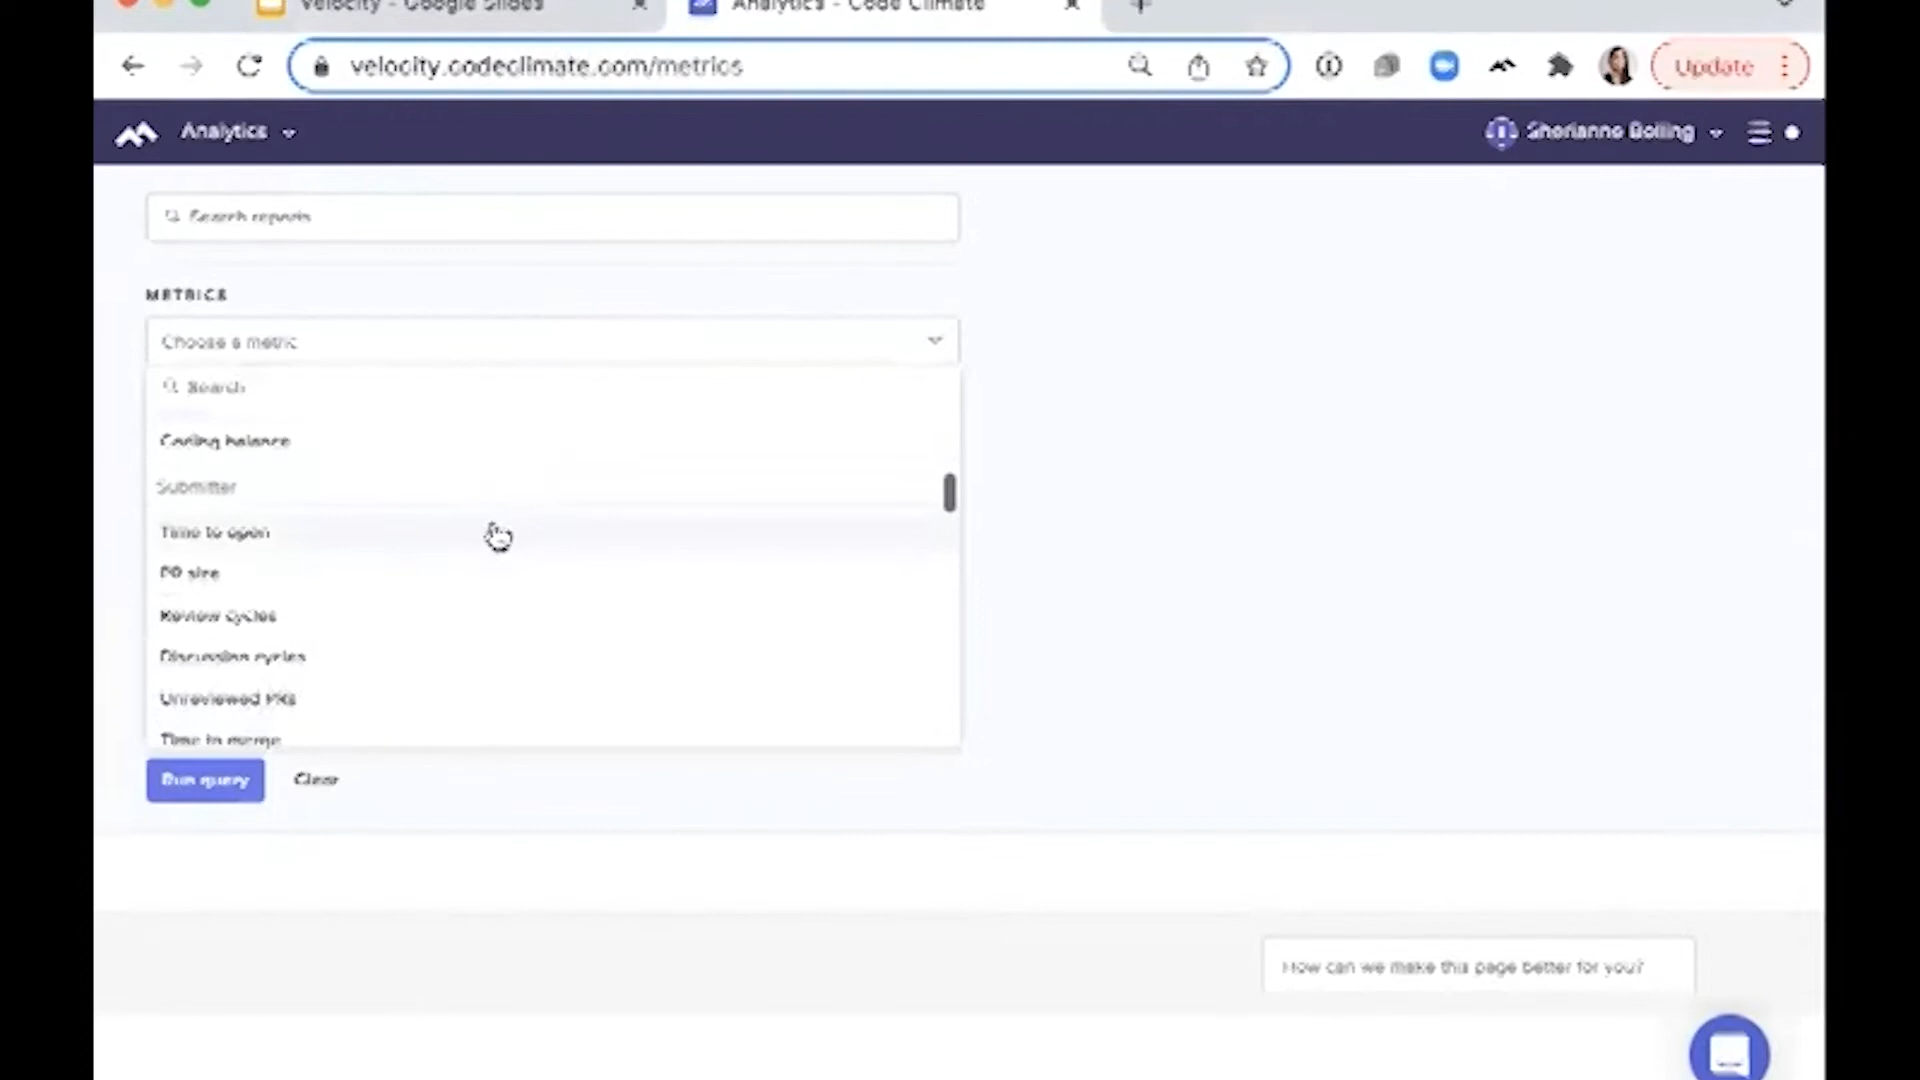 Velocity - Google Slides
Analytics - Code Climate
velocity.codeclimate.com/metrics
Update
Analytics
Sherianne Bolling
Search reports
METRICS
Choose a metric
Search
Coding balance
Submitter
Time to open
PR size
Review cycles
Discussion cycles
Unreviewed PRs
Time to merge
Run query
Clear
How can we make this page better for you?